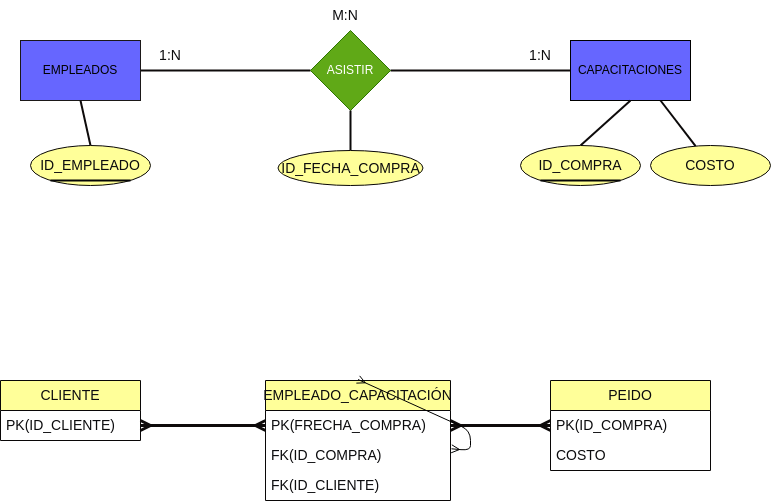 M:N
1:N
1:N
EMPLEADOS
ASISTIR
CAPACITACIONES
ID_EMPLEADO
ID_FECHA_COMPRA
ID_COMPRA
COSTO
CLIENTE
PK(ID_CLIENTE)
EMPLEADO_CAPACITACIÓN
PK(FRECHA_COMPRA)
FK(ID_COMPRA)
FK(ID_CLIENTE)
PEIDO
PK(ID_COMPRA)
COSTO